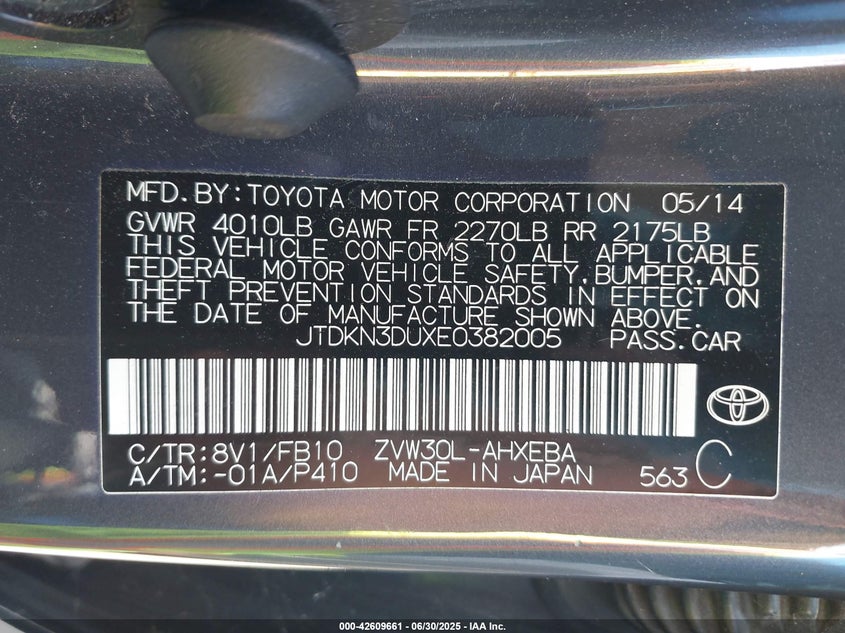 MFD.BY:TOYOTA MOTOR CORPORATION 05/14
GVWR 4010LB GAWR FR 2270LB RR 2175LB
THIS VEHICLE CONFORMS TO ALL APPLICABLE
FEDERAL MOTOR VEHICLE SAFETY,BUMPER,AND
THEFT PREVENTION STANDARDS IN EFFECT ON
THE DATE OF MANUFACTURE SHOWN ABOVE.
JTDKN3DUXE0382005 PASS.CAR
C/TR:8V1/FB10 ZVW30L-AHXEBA
A/TM:-01A/P410 MADE IN JAPAN 563 C
000-42609661 - 06/30/2025 - IAA Inc.